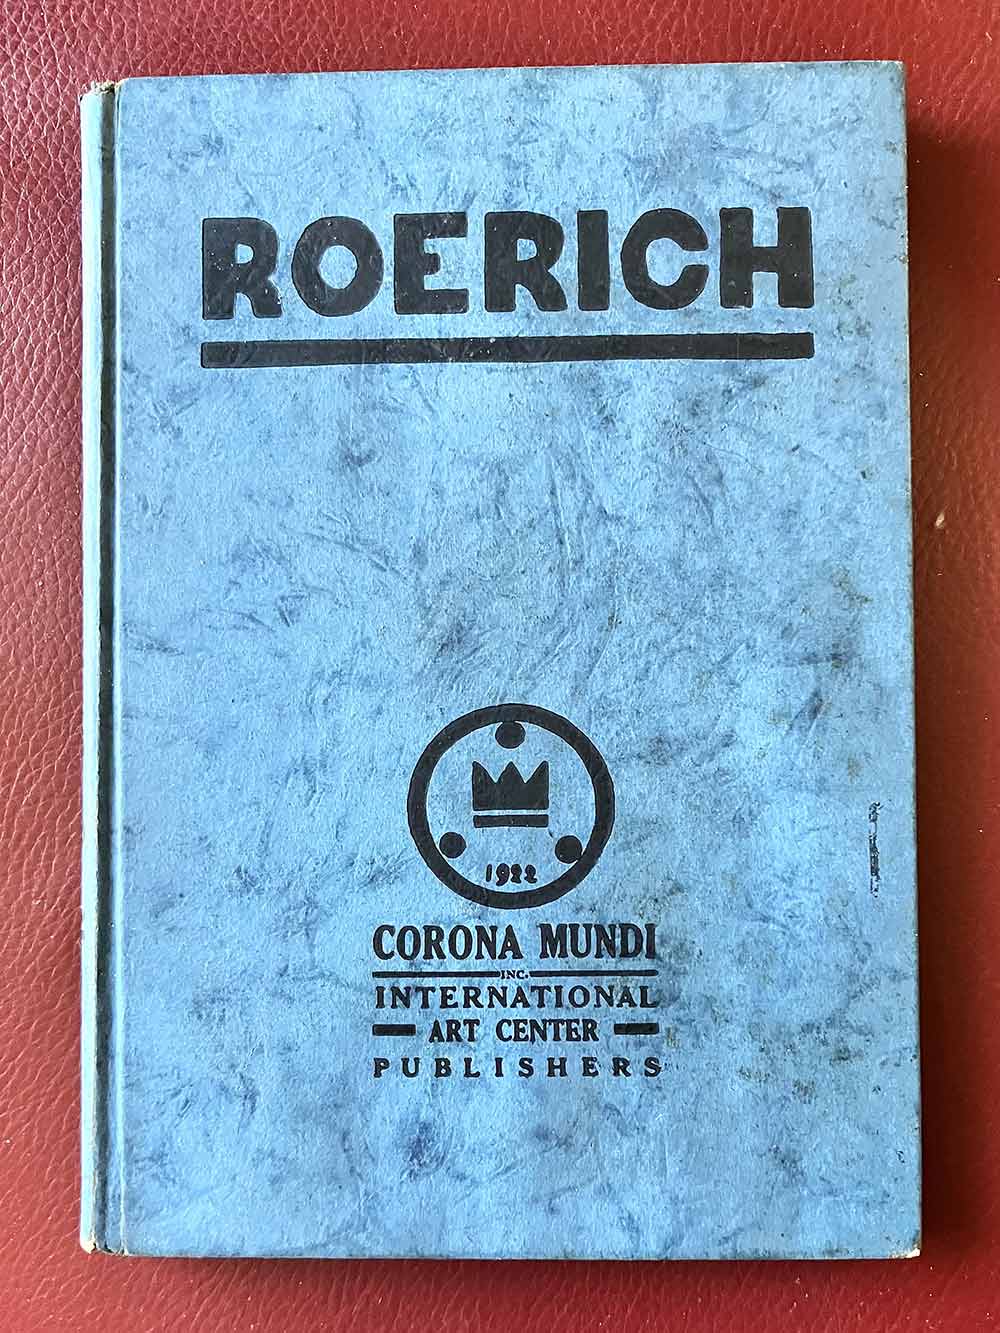 ROERICH
1922
CORONA MUNDI
INC.
INTERNATIONAL
ART CENTER
PUBLISHERS